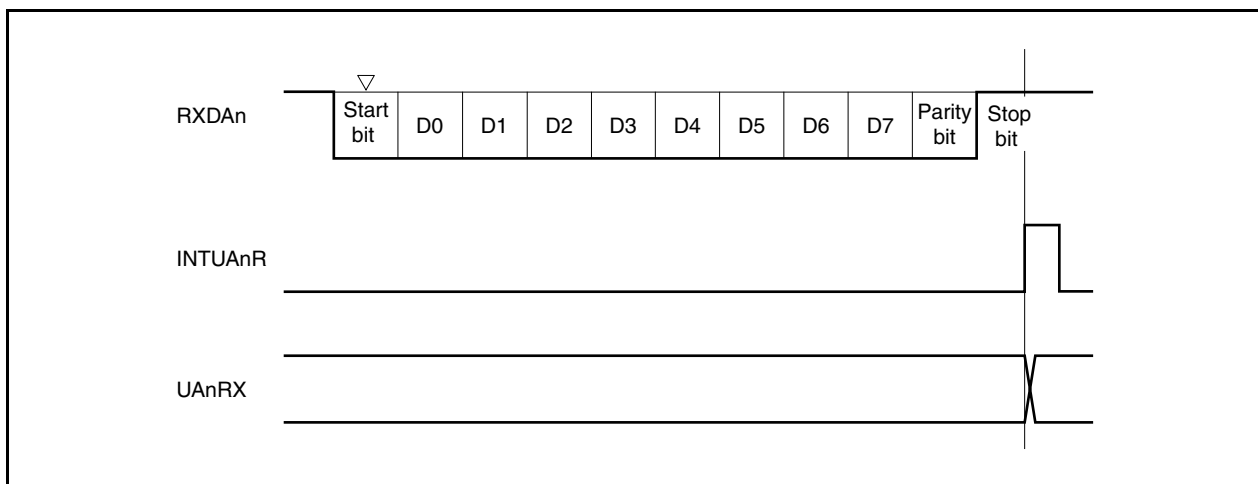 RXDAn
Start
bit
D0
D1
D2
D3
D4
D5
D6
D7
Parity
bit
Stop
bit
INTUAnR
UAnRX